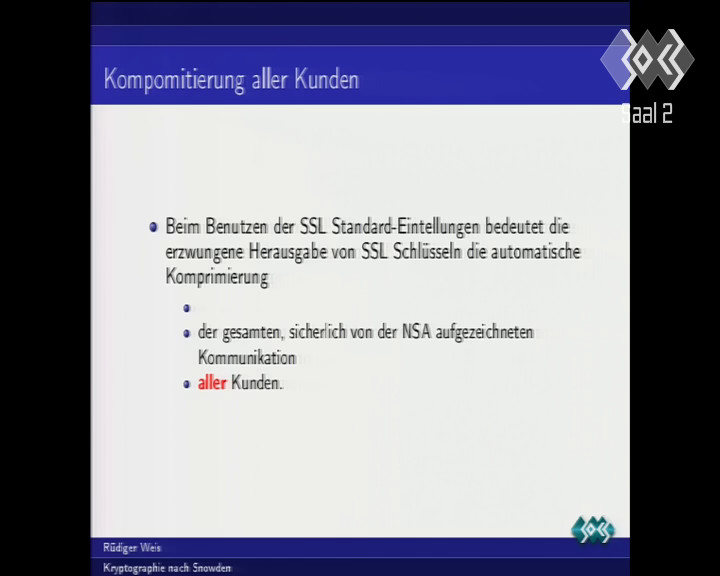 Kompomitierung aller Kunden
Saal 2
Beim Benutzen der SSL Standard-Eintellungen bedeutet die
erzwungene Herausgabe von SSL Schlüsseln die automatische
Komprimierung
der gesamten, sicherlich von der NSA aufgezeichneten
Kommunikation
aller Kunden.
Rüdiger Weis
Kryptographie nach Snowden